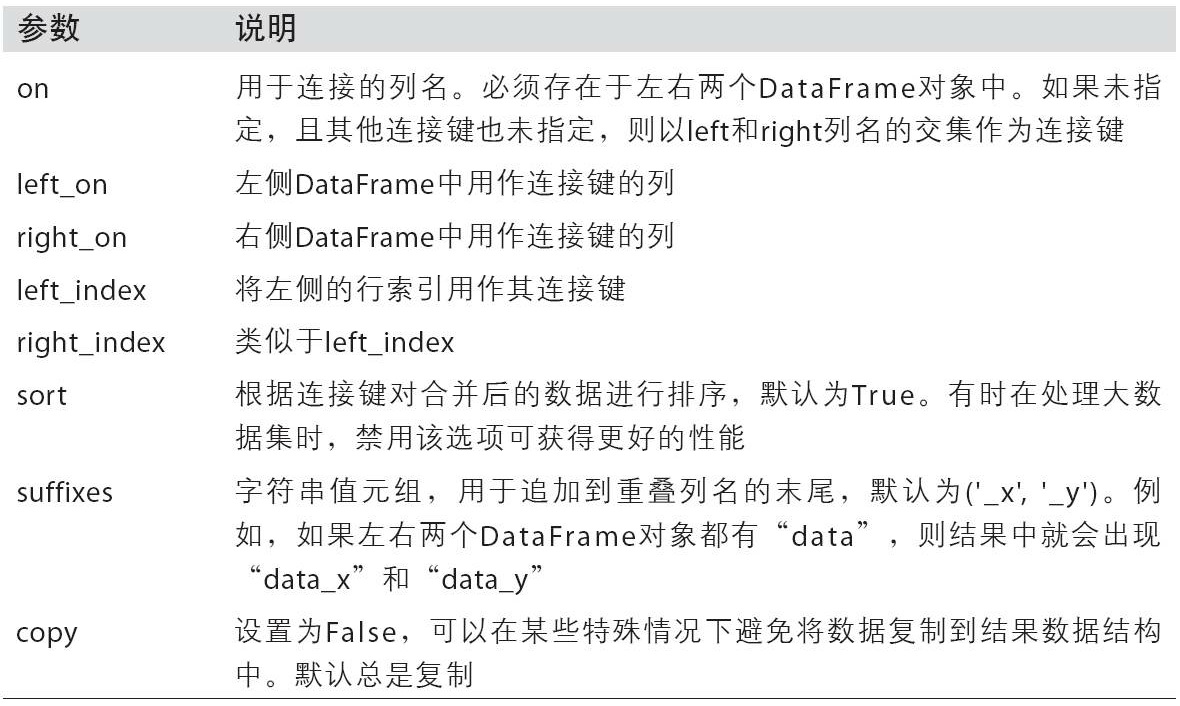 参数 说明
on 用于连接的列名。必须存在于左右两个DataFrame对象中。如果未指
定，且其他连接键也未指定，则以left和right列名的交集作为连接键
left_on 左侧DataFrame中用作连接键的列
right_on 右侧DataFrame中用作连接键的列
left_index 将左侧的行索引用作其连接键
right_index 类似于left_index
sort 根据连接键对合并后的数据进行排序，默认为True。有时在处理大数
据集时，禁用该选项可获得更好的性能
suffixes 字符串值元组，用于追加到重叠列名的末尾，默认为('_x', '_y')。例
如，如果左右两个DataFrame对象都有“data”，则结果中就会出现
“data_x”和“data_y”
copy 设置为False，可以在某些特殊情况下避免将数据复制到结果数据结构
中。默认总是复制